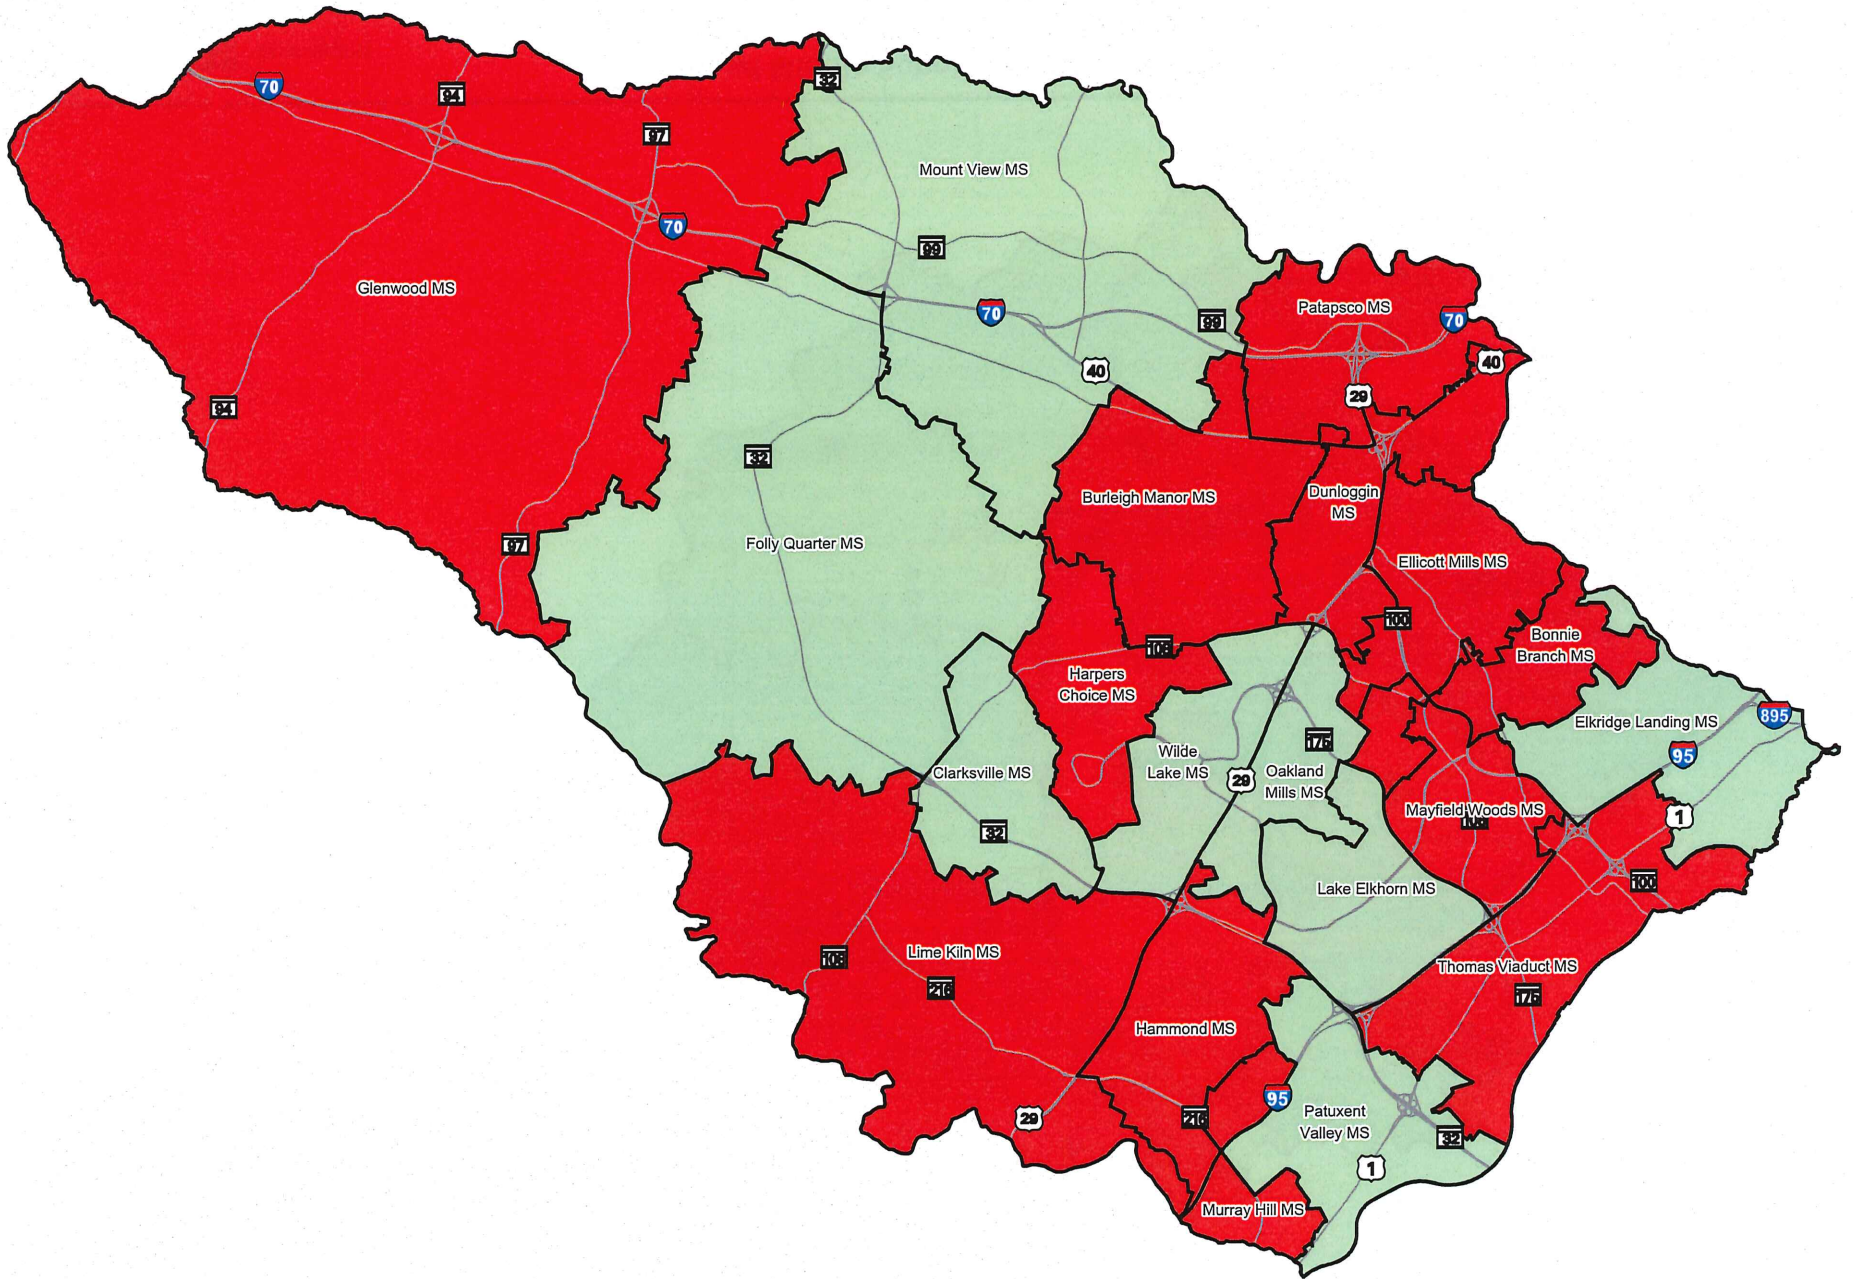 32
70
94
97
Mount View MS
70
99
Glenwood MS
Patapsco MS
70
99
70
40
40
29
94
32
Burleigh Manor MS
Dunloggin
MS
97
Folly Quarter MS
Ellicott Mills MS
100
Bonnie
Branch MS
108
Harpers
Choice MS
Elkridge Landing MS
895
175
Wilde
Lake MS
95
Clarksville MS
Oakland
Mills MS
29
Mayfield Woods MS
108
1
32
100
Lake Elkhorn MS
Lime Kiln MS
108
Thomas Viaduct MS
216
175
Hammond MS
95
29
216
Patuxent
Valley MS
32
1
Murray Hill MS